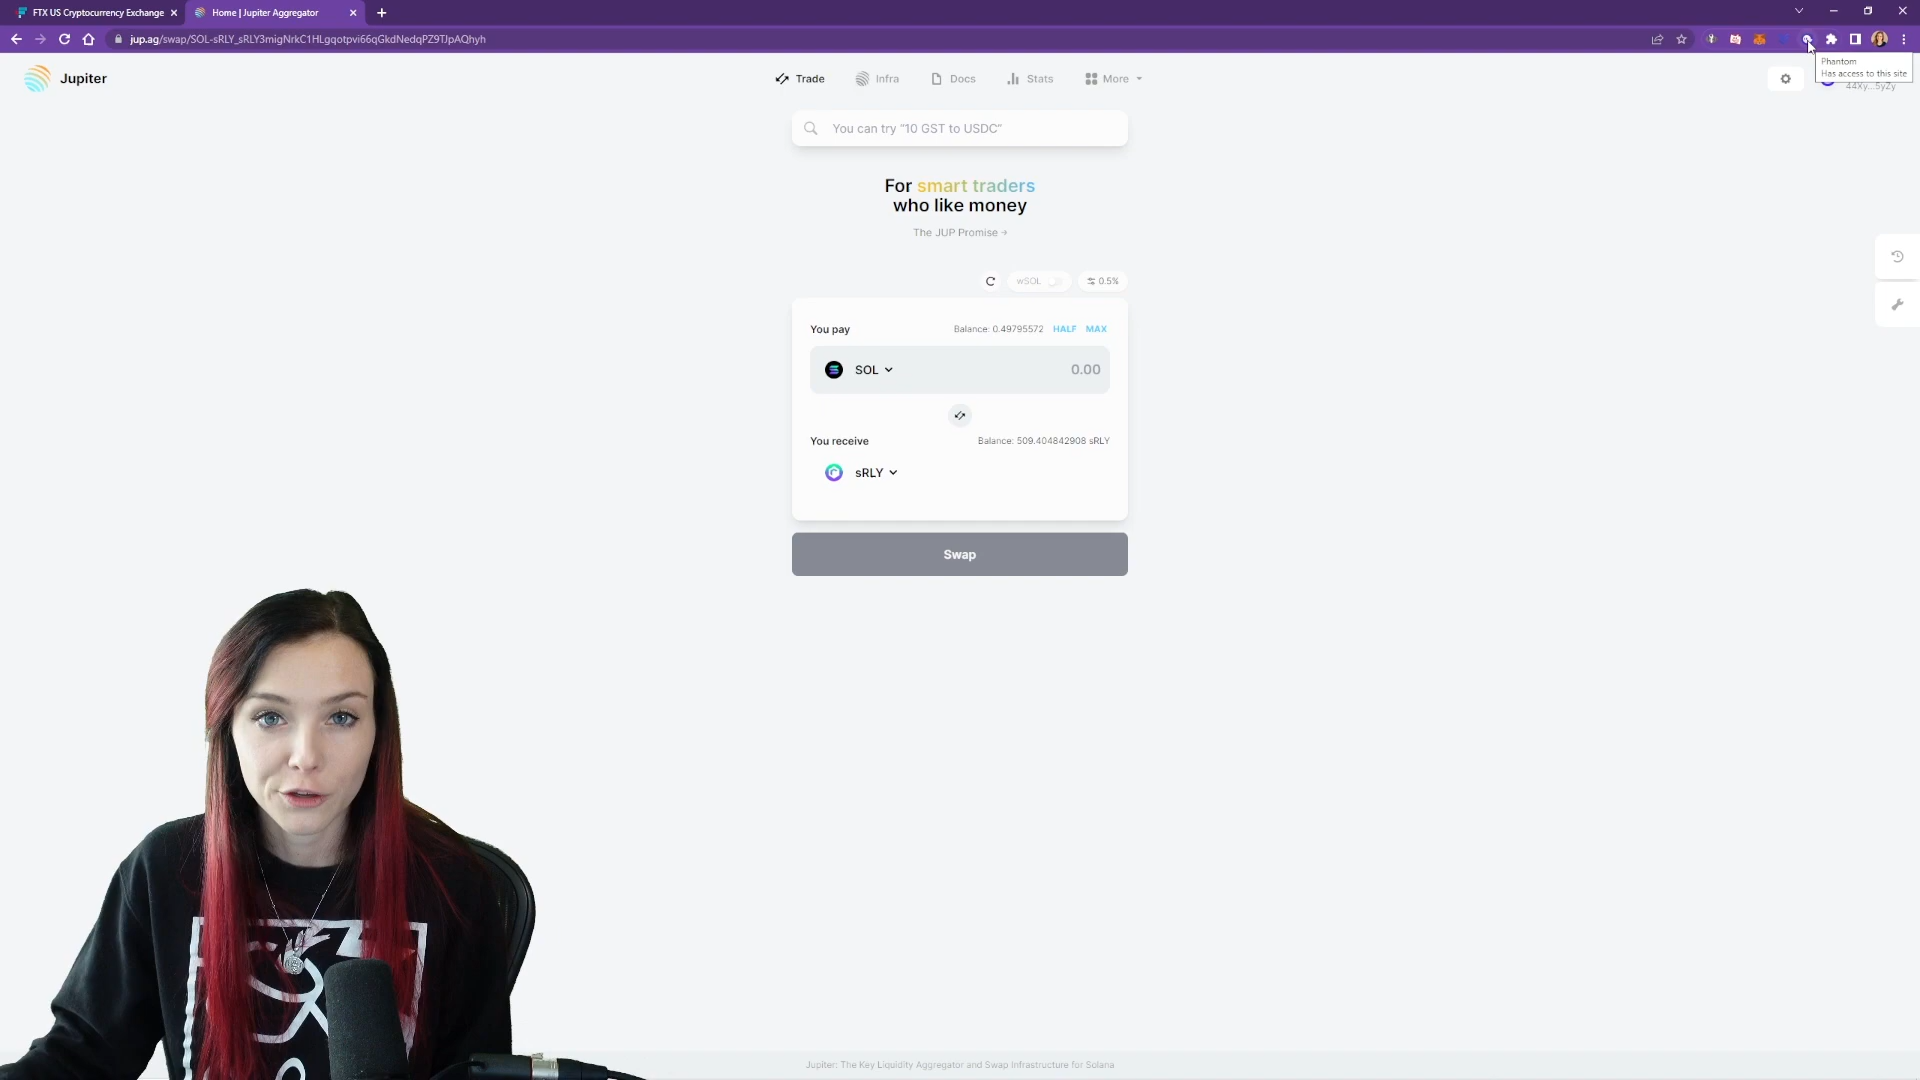 FTX US Cryptocurrency Exchange
Home | Jupiter Aggregator
jup.ag/swap/SOL-sRLY_sRLY3migNrkC1HLgqotpvi66qGkdNedqPZ9TJpAQhyh
Phantom
Has access to this site
Jupiter
Trade
Infra
Docs
Stats
More
44Xy...5yZy
You can try “10 GST to USDC”
For smart traders
who like money
The JUP Promise →
wSOL
0.5%
You pay
Balance: 0.49795572 HALF MAX
SOL
0.00
You receive
Balance: 509.404842908 sRLY
sRLY
Swap
Jupiter: The Key Liquidity Aggregator and Swap Infrastructure for Solana